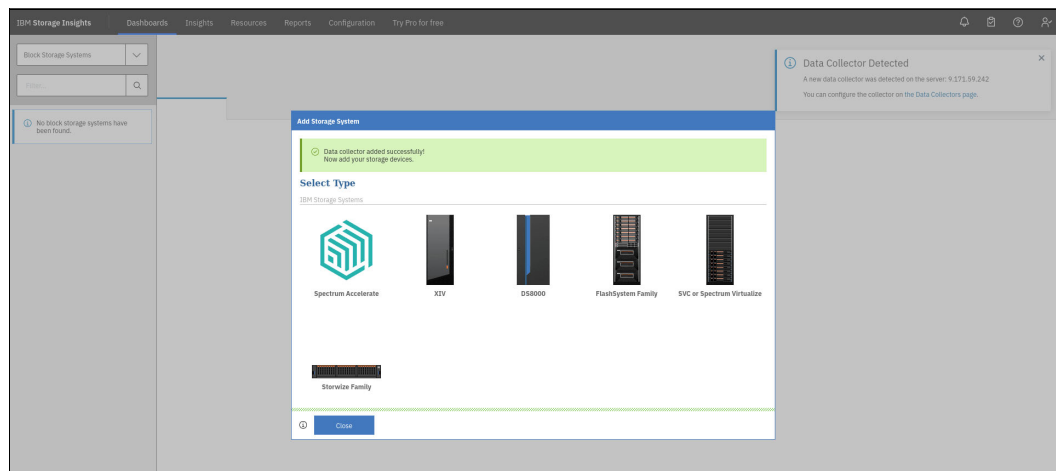 IBM Storage Insights Dashboards Insights Resources Reports Configuration Try Pro for free
Block Storage Systems
Filter...
No block storage systems have
been found.
Data Collector Detected
A new data collector was detected on the server: 9.171.59.242
You can configure the collector on the Data Collectors page.
Add Storage System
Data collector added successfully!
Now add your storage devices.
Select Type
IBM Storage Systems
Spectrum Accelerate XIV DS8000 FlashSystem Family SVC or Spectrum Virtualize
Storwize Family
Close